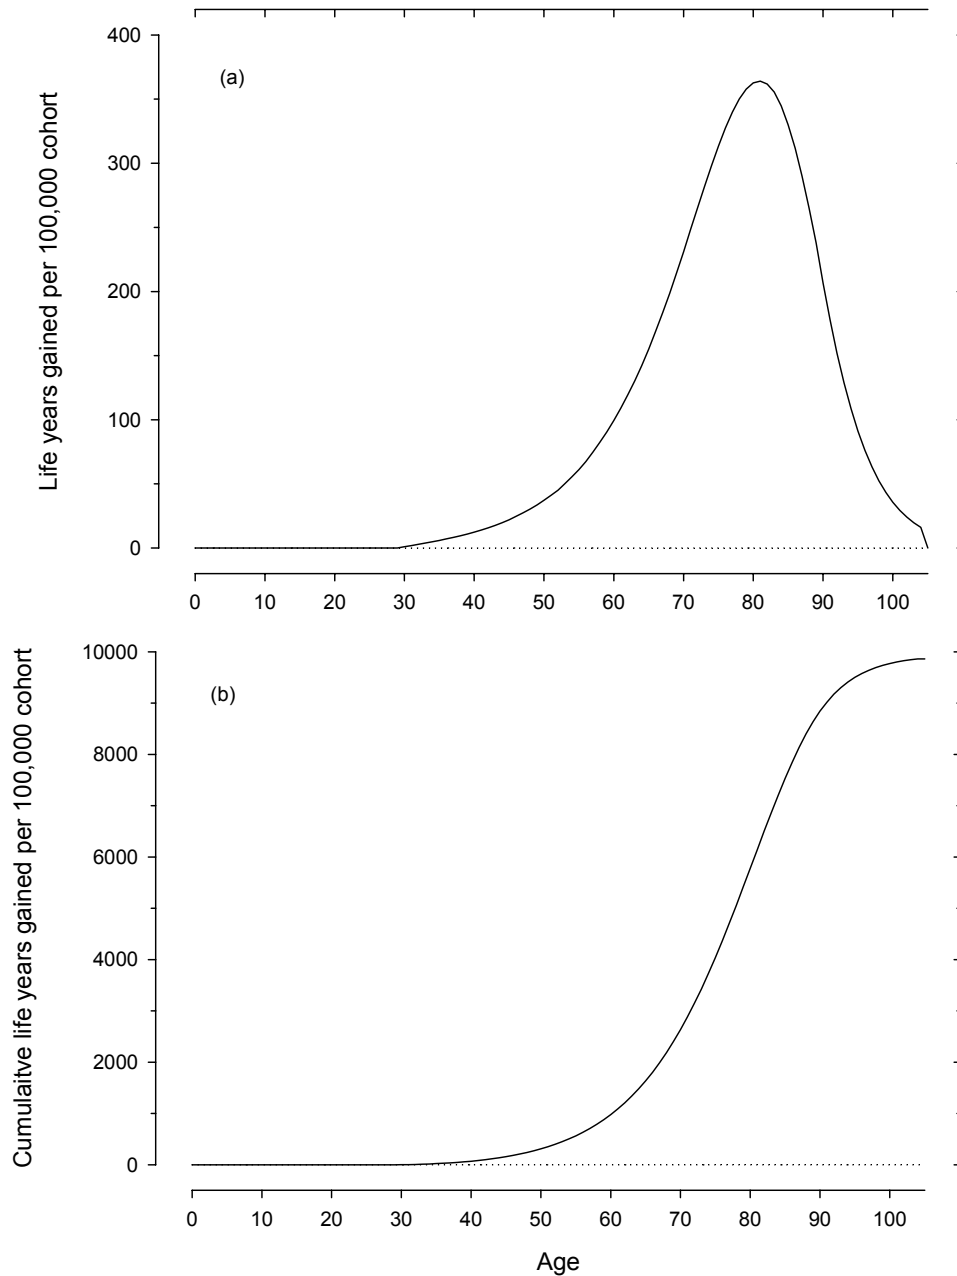 Life years gained per 100,000 cohort
400
300
200
100
0
(a)
0 10 20 30 40 50 60 70 80 90 100
Cumulaitve life years gained per 100,000 cohort
10000
8000
6000
4000
2000
0
(b)
0 10 20 30 40 50 60 70 80 90 100
Age